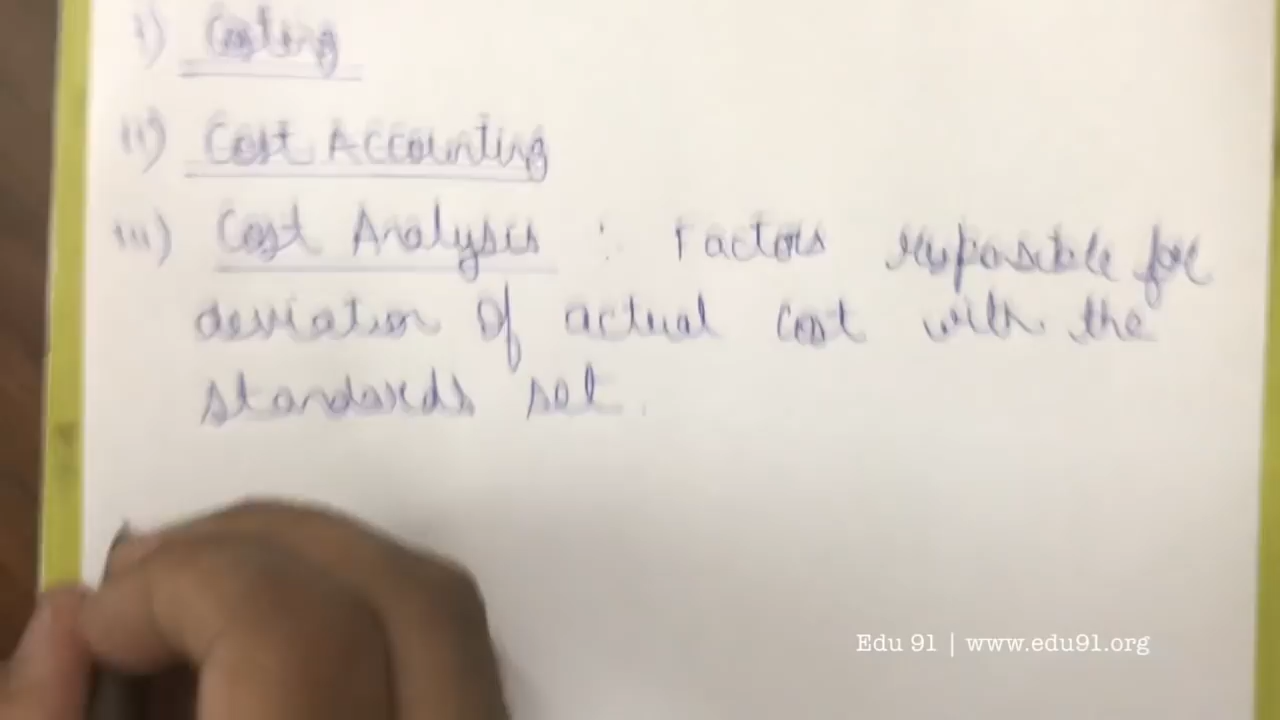 i) Costing
ii) Cost Accounting
iii) Cost Analysis : Factors resposible for
deviation of actual cost with the
standards set.
Edu 91 | www.edu91.org